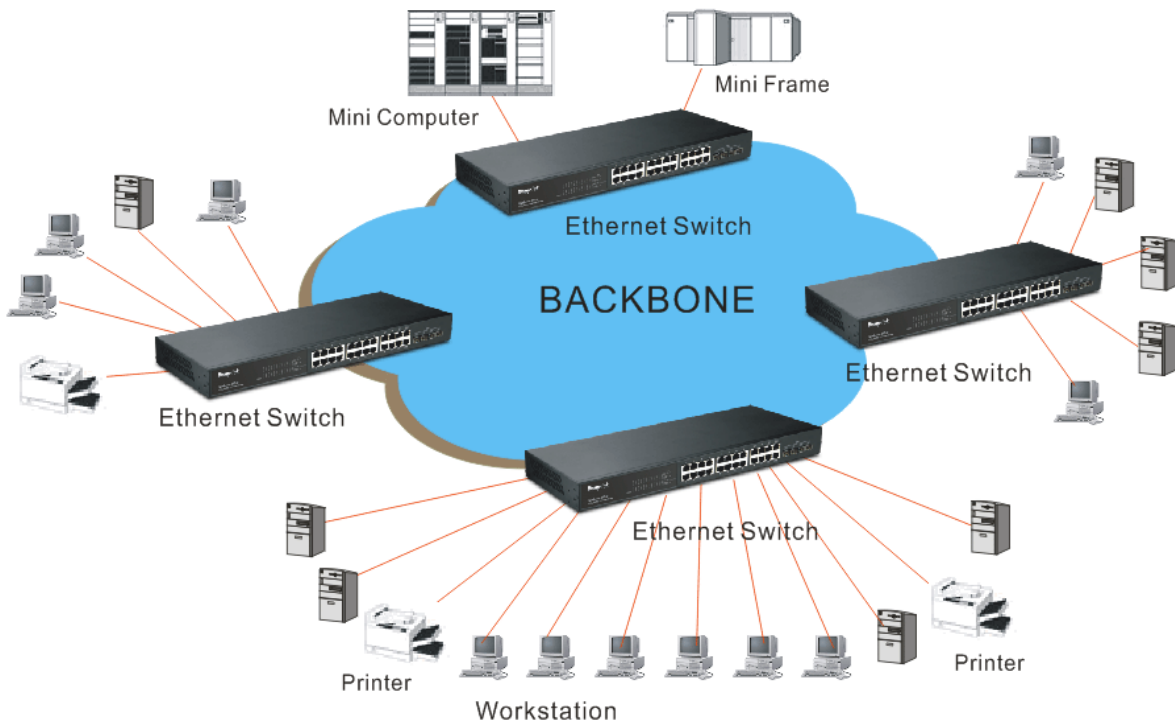 Mini Computer
Mini Frame
Ethernet Switch
BACKBONE
Ethernet Switch
Ethernet Switch
Ethernet Switch
Printer
Printer
Workstation